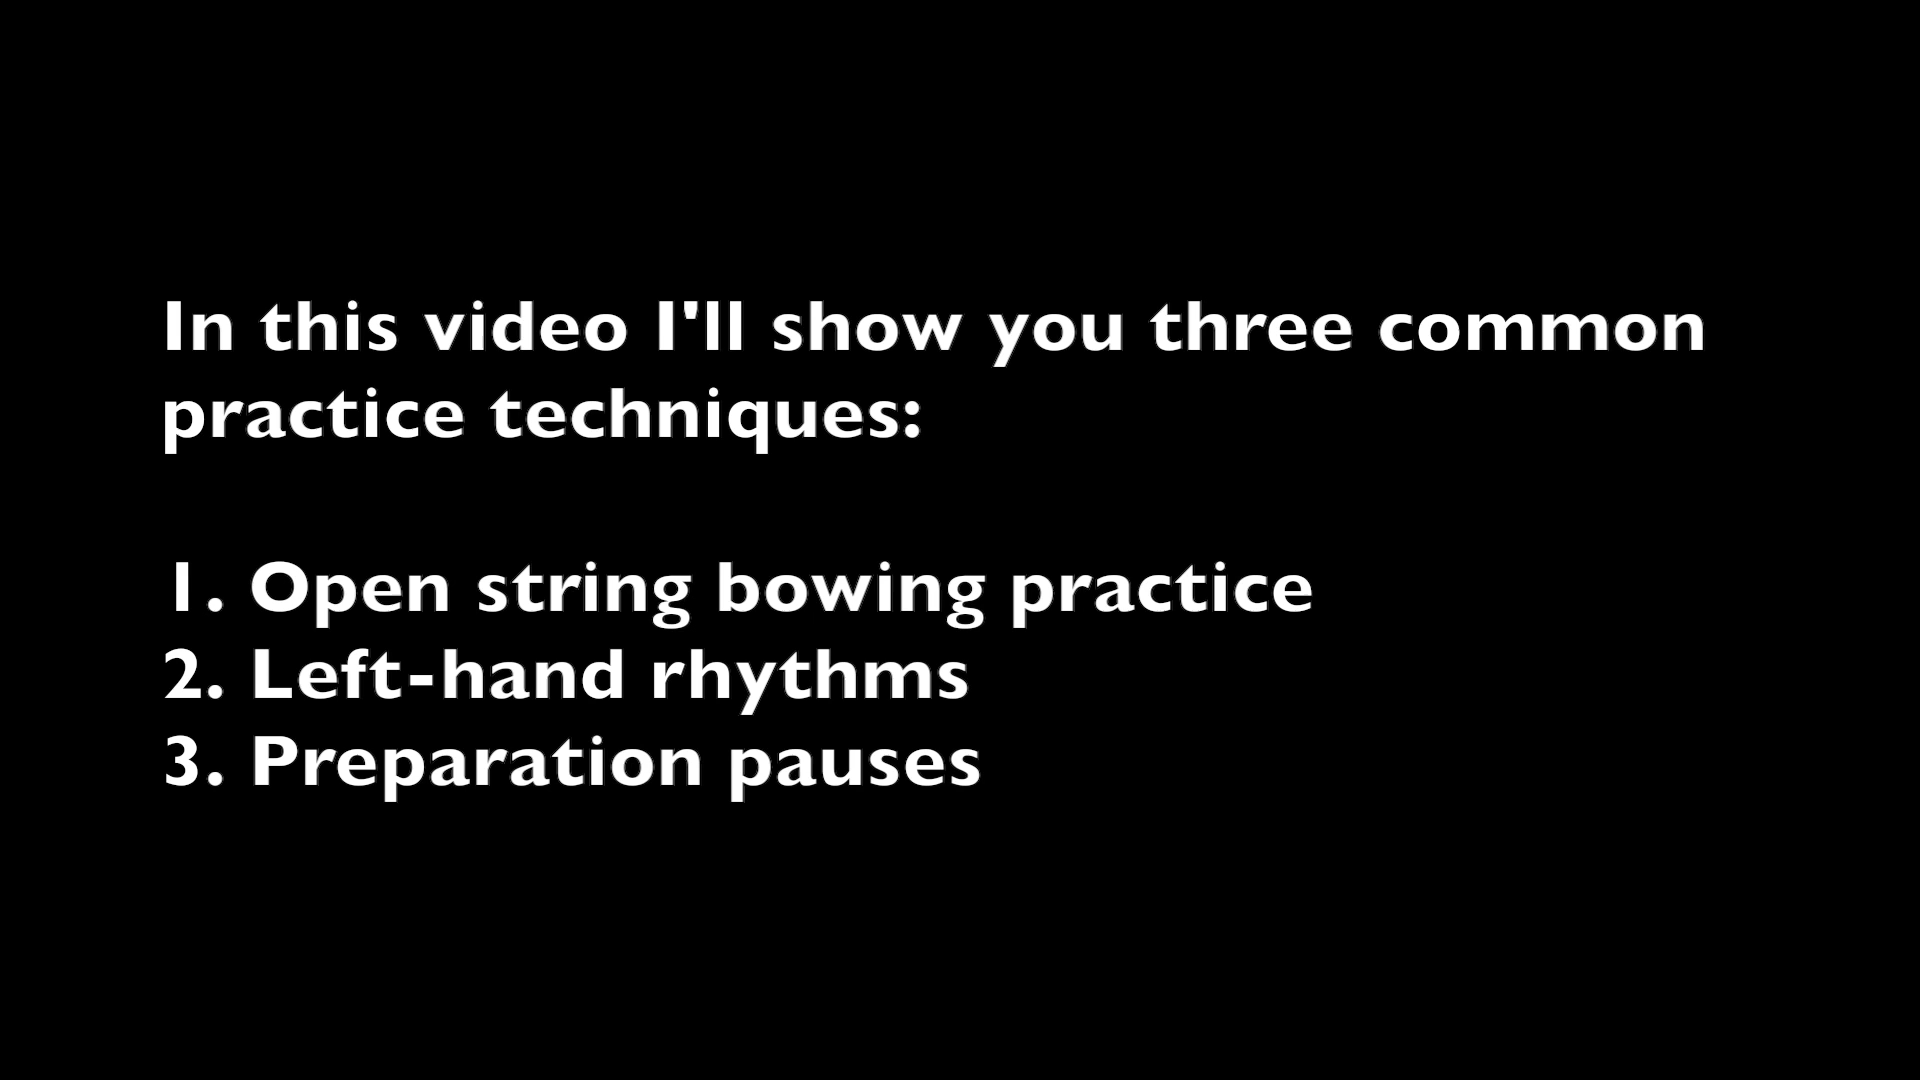 In this video I'll show you three common
practice techniques:
1. Open string bowing practice
2. Left-hand rhythms
3. Preparation pauses